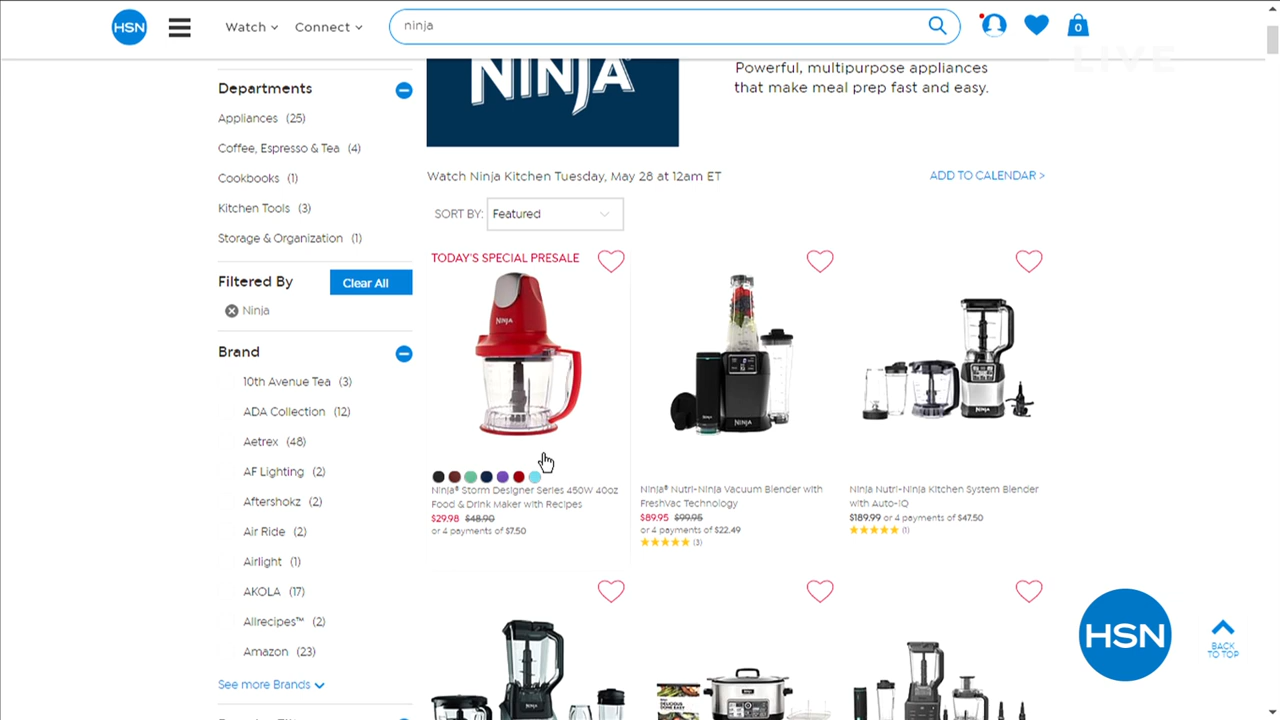 HSN
Watch
Connect
ninja
0
LIVE
NINJA
Powerful, multipurpose appliances
that make meal prep fast and easy.
Departments
Appliances (25)
Coffee, Espresso & Tea (4)
Cookbooks (1)
Kitchen Tools (3)
Storage & Organization (1)
Filtered By
Clear All
Ninja
Brand
10th Avenue Tea (3)
ADA Collection (12)
Aetrex (48)
AF Lighting (2)
Aftershokz (2)
Air Ride (2)
Airlight (1)
AKOLA (17)
Allrecipes™ (2)
Amazon (23)
See more Brands
Watch Ninja Kitchen Tuesday, May 28 at 12am ET
ADD TO CALENDAR >
SORT BY: Featured
TODAY'S SPECIAL PRESALE
NINJA
Ninja® Storm Designer Series 450W 40oz
Food & Drink Maker with Recipes
$29.98 $48.90
or 4 payments of $7.50
NINJA
Ninja® Nutri-Ninja Vacuum Blender with
FreshVac Technology
$89.95 $99.95
or 4 payments of $22.49
(3)
NINJA
Ninja Nutri-Ninja Kitchen System Blender
with Auto-iQ
$189.99 or 4 payments of $47.50
(1)
HSN
BACK
TO TOP